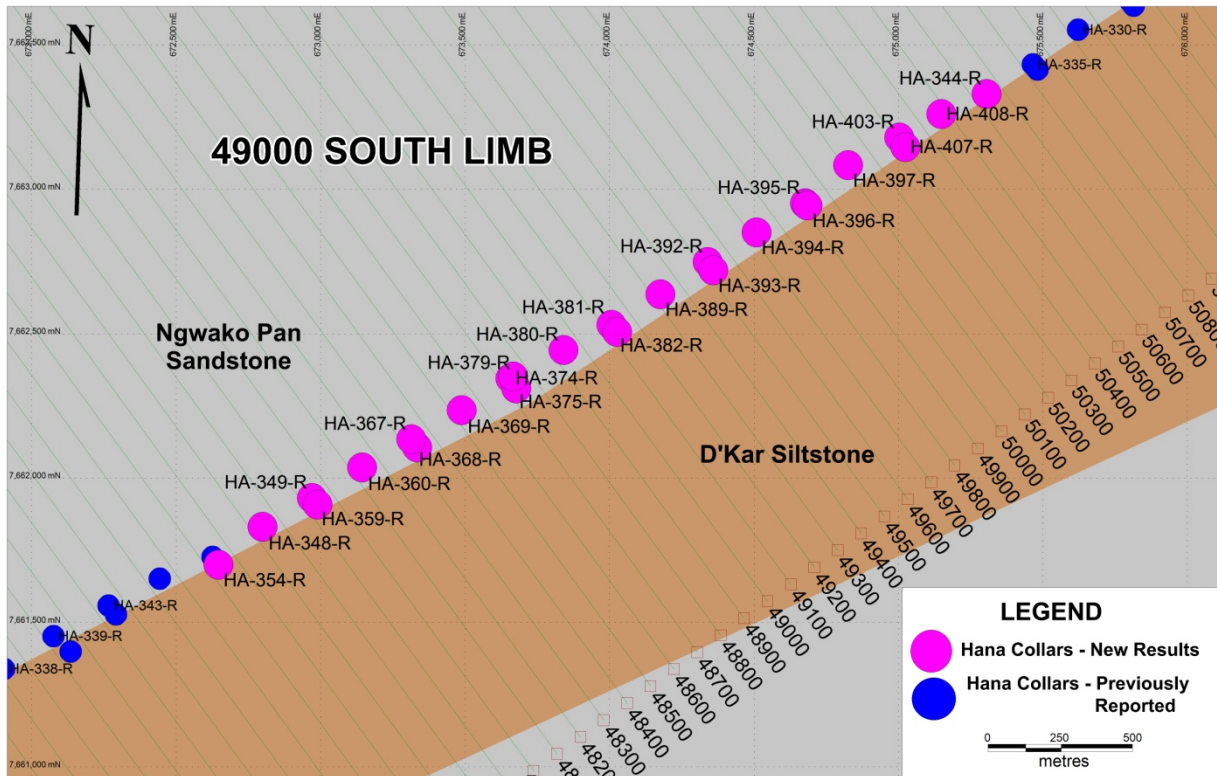 672,000 mE
672,500 mE
673,000 mE
673,500 mE
674,000 mE
674,500 mE
675,000 mE
675,500 mE
676,000 mE
N
7,663,500 mN
HA-330-R
HA-335-R
HA-344-R
HA-408-R
HA-403-R
HA-407-R
49000 SOUTH LIMB
HA-397-R
7,663,000 mN
HA-395-R
HA-396-R
HA-394-R
HA-392-R
HA-393-R
HA-381-R
HA-389-R
7,662,500 mN
Ngwako Pan
Sandstone
HA-380-R
HA-382-R
HA-379-R
HA-374-R
HA-375-R
HA-367-R
HA-369-R
HA-368-R
D'Kar Siltstone
7,662,000 mN
HA-349-R
HA-360-R
HA-359-R
HA-348-R
HA-354-R
HA-343-R
7,661,500 mN
HA-339-R
HA-338-R
7,661,000 mN
50700
50600
50500
50400
50300
50200
50100
50000
49900
49800
49700
49600
49500
49400
49300
49200
49100
49000
48900
48800
48700
48600
48500
48400
48300
LEGEND
Hana Collars - New Results
Hana Collars - Previously
Reported
0 250 500
metres